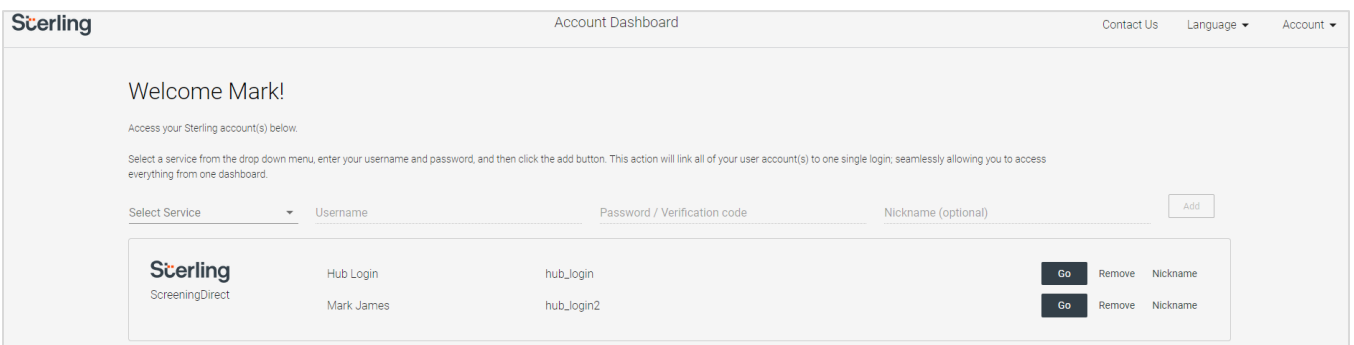 Sterling Account Dashboard Contact Us Language Account
Welcome Mark!
Access your Sterling account(s) below.
Select a service from the drop down menu, enter your username and password, and then click the add button. This action will link all of your user account(s) to one single login; seamlessly allowing you to access
everything from one dashboard.
Select Service Username Password / Verification code Nickname (optional) Add
Sterling
ScreeningDirect
Hub Login hub_login Go Remove Nickname
Mark James hub_login2 Go Remove Nickname